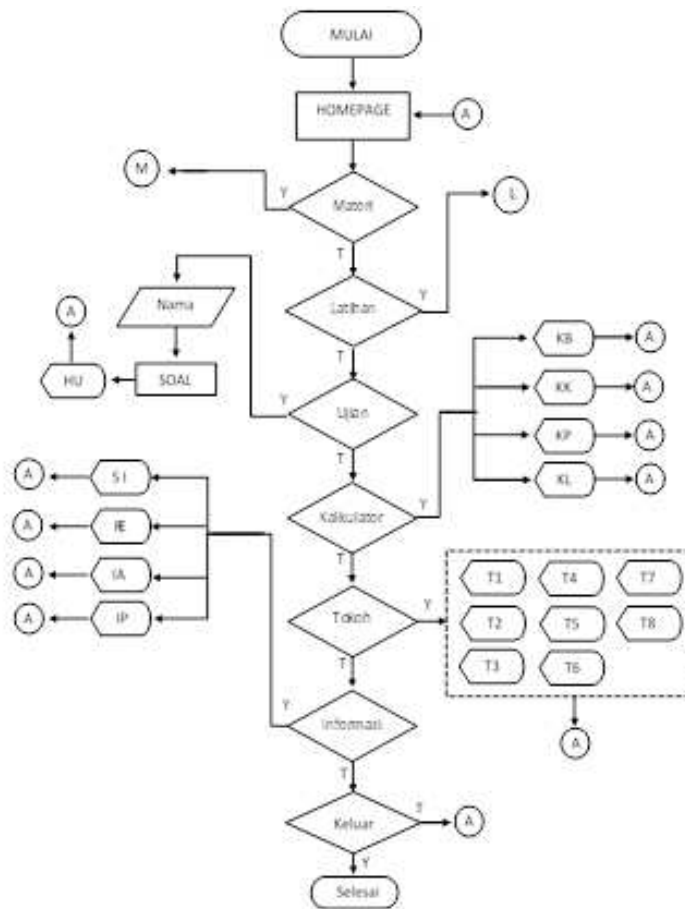 MULAI
HOMEPAGE
A
M
Y
Materi
L
T
Nama
Latihan
Y
A
T
KB
A
HU
SOAL
Ujian
KK
A
Y
KP
A
T
Y
KL
A
A
S I
Kalkulator
A
IE
T
T1
T4
T7
A
IA
Y
Tokoh
T2
T5
T8
A
IP
T3
T6
T
Y
Informasi
A
T
T
Keluar
A
Y
Selesai